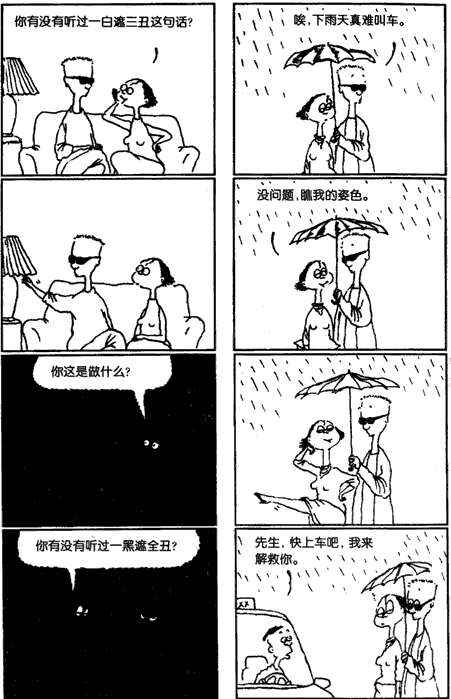 你有没有听过一白遮三丑这句话?
你这是做什么?
你有没有听过一黑遮全丑?
唉,下雨天真难叫车。
没问题,瞧我的姿色。
先生,快上车吧,我来
解救你。
xx